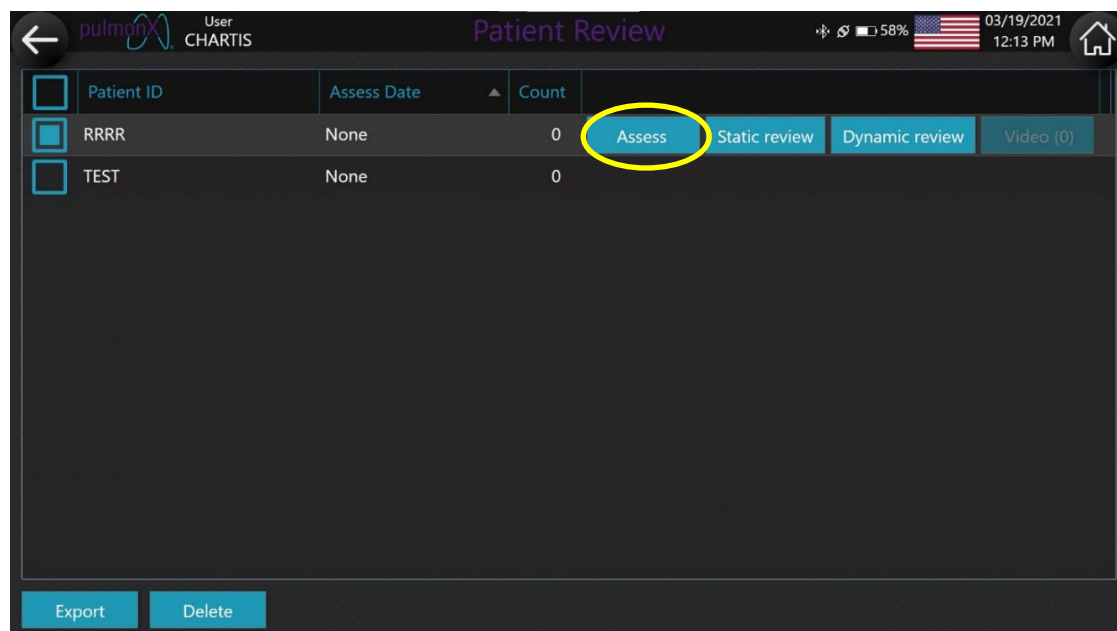 pulmonX
User
CHARTIS
Patient Review
58%
03/19/2021
12:13 PM
Patient ID Assess Date Count
RRRR None 0 Assess Static review Dynamic review Video (0)
TEST None 0
Export Delete